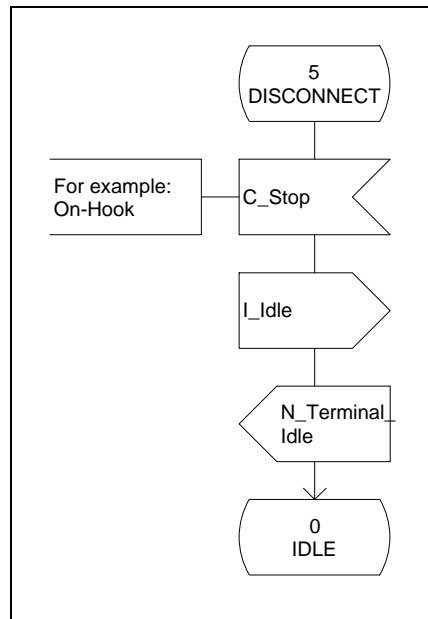 5
DISCONNECT
For example:
On-Hook
C_Stop
I_Idle
N_Terminal_
Idle
0
IDLE